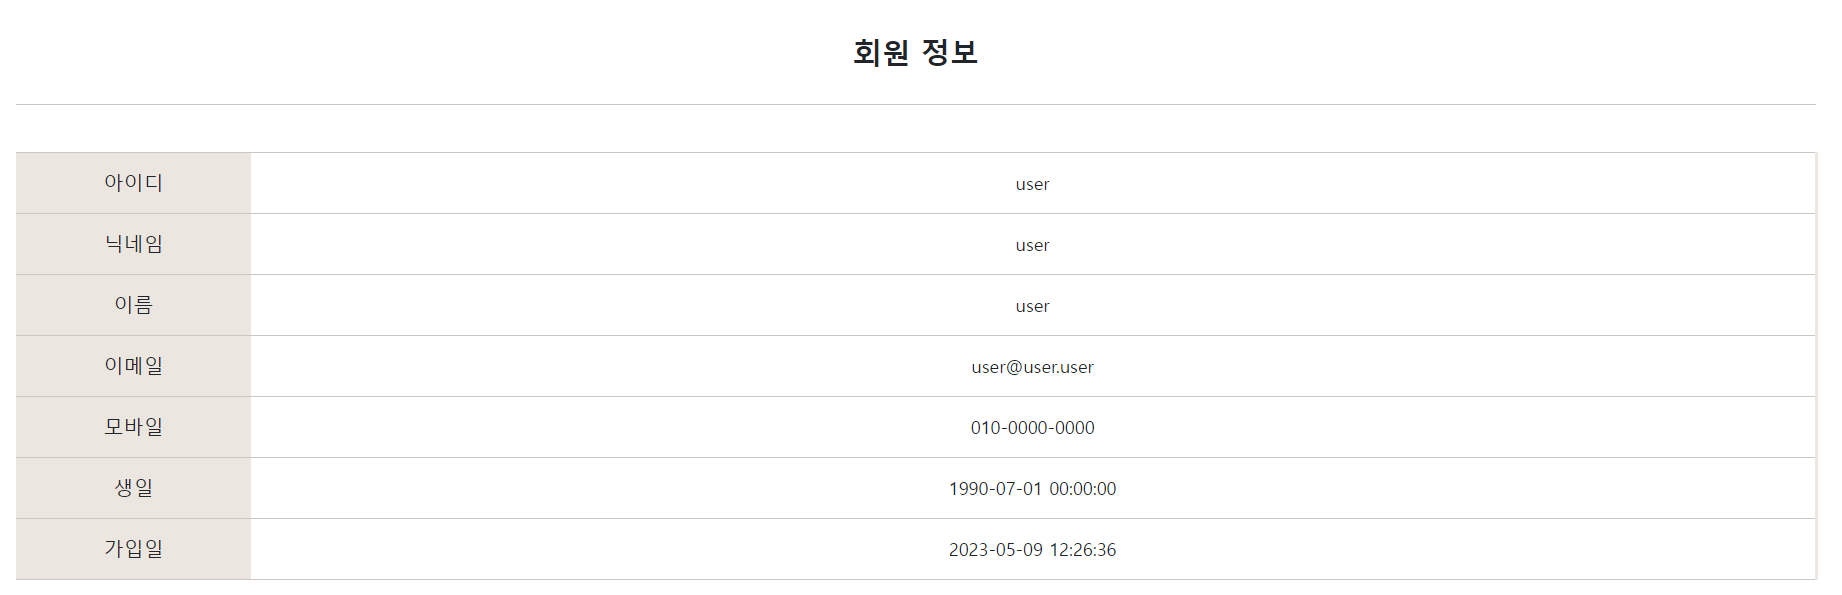 회원 정보
아이디 user
닉네임 user
이름 user
이메일 user@user.user
모바일 010-0000-0000
생일 1990-07-01 00:00:00
가입일 2023-05-09 12:26:36